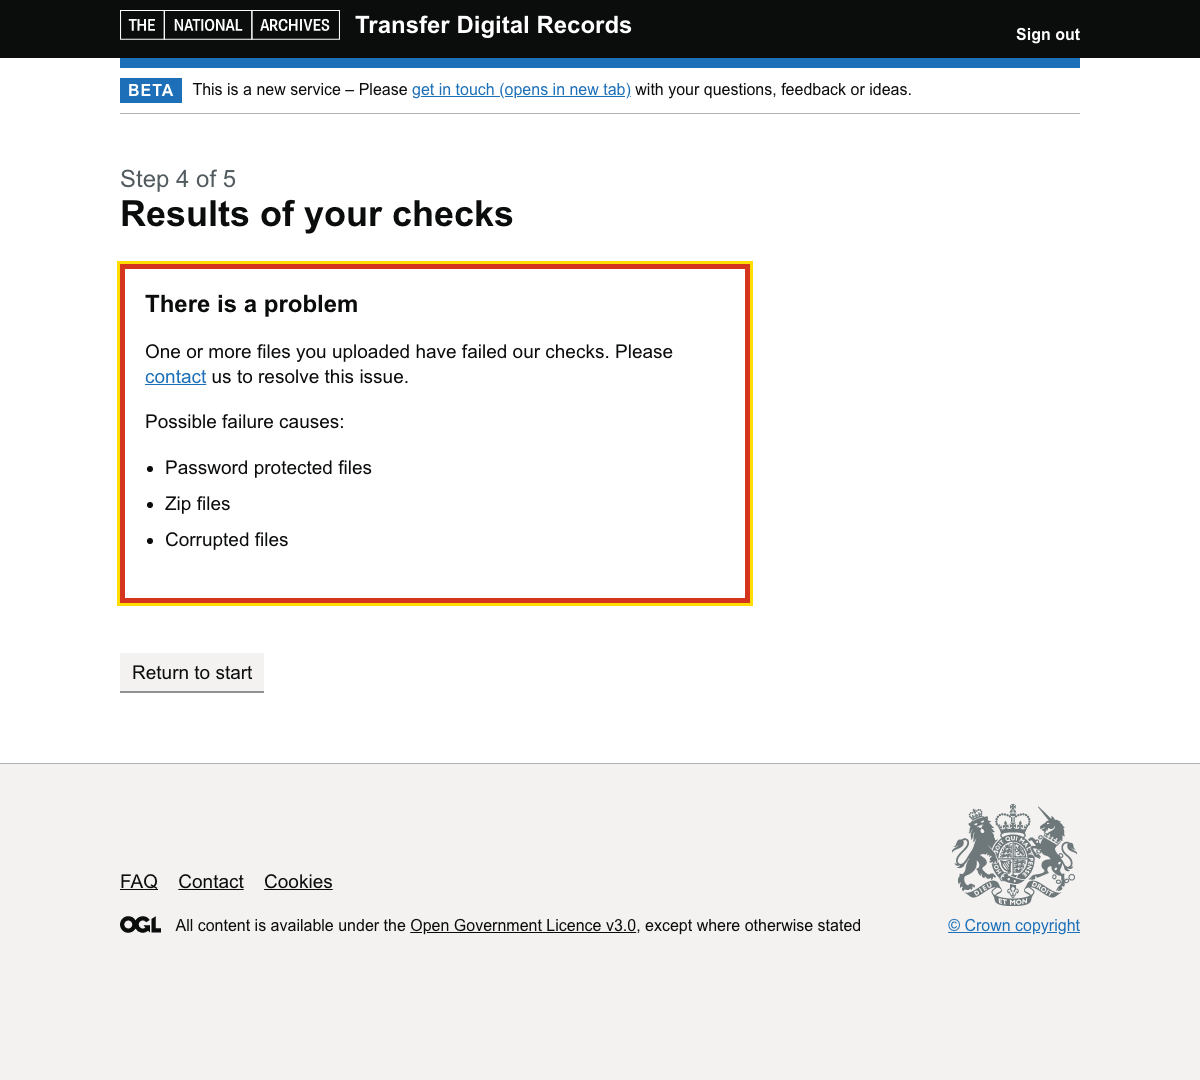 THE NATIONAL ARCHIVES Transfer Digital Records
Sign out
BETA This is a new service – Please get in touch (opens in new tab) with your questions, feedback or ideas.
Step 4 of 5
Results of your checks
There is a problem
One or more files you uploaded have failed our checks. Please
contact us to resolve this issue.
Possible failure causes:
• Password protected files
• Zip files
• Corrupted files
Return to start
FAQ Contact Cookies
DIEU ET MON DROIT
OGL All content is available under the Open Government Licence v3.0, except where otherwise stated
© Crown copyright